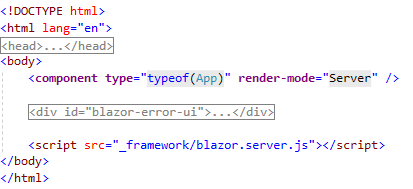 <!DOCTYPE html>
<html lang="en">
<head>...</head>
<body>
<component type="typeof(App)" render-mode="Server" />
<div id="blazor-error-ui">...</div>
<script src="_framework/blazor.server.js"></script>
</body>
</html>